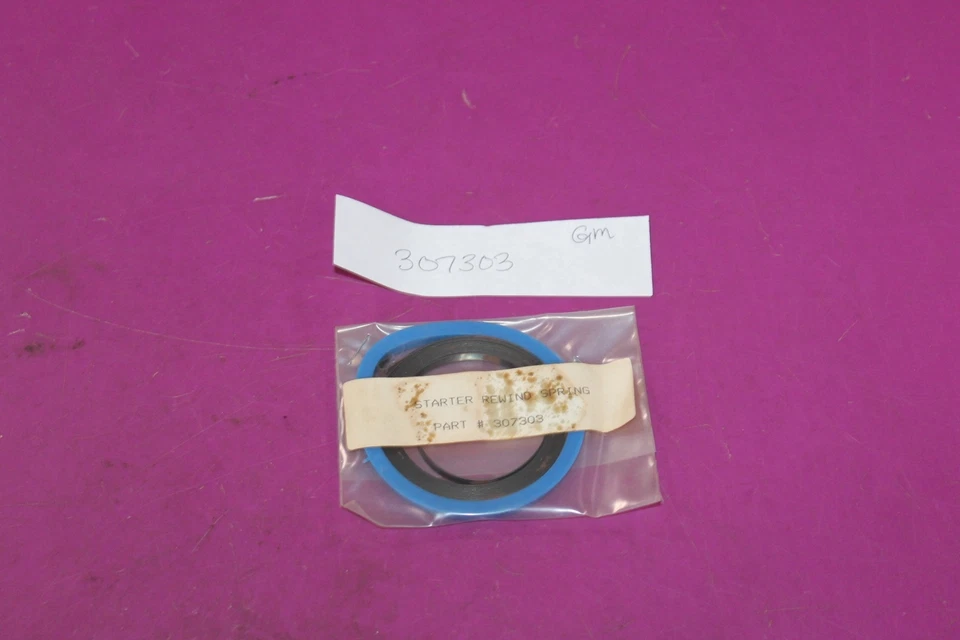 Gm
307303
STARTER REWIND SPRING
PART # 307303